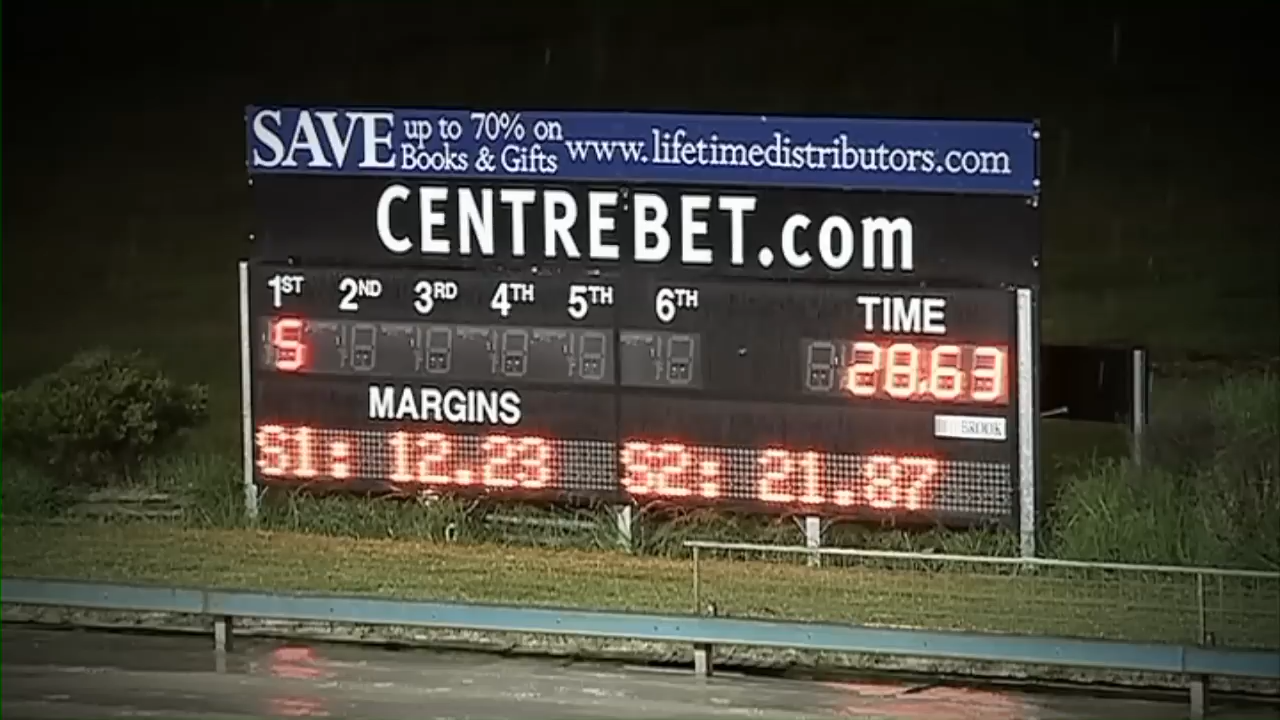 SAVE up to 70% on Books & Gifts www.lifetimedistributors.com
CENTREBET.com
1ST 2ND 3RD 4TH 5TH 6TH TIME
5 28.63
MARGINS
BROOK
S1: 12.23 S2: 21.87